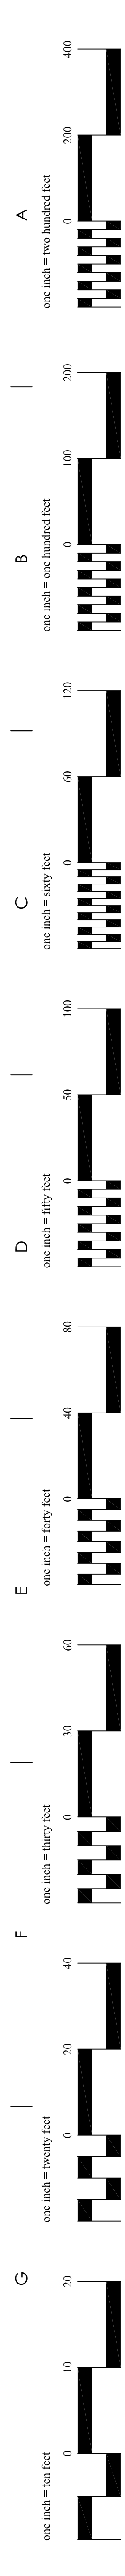 G F E D C B A
one inch = ten feet one inch = twenty feet one inch = thirty feet one inch = forty feet one inch = fifty feet one inch = sixty feet one inch = one hundred feet one inch = two hundred feet
0 10 20 0 20 40 0 30 60 0 40 80 0 50 100 0 60 120 0 100 200 0 200 400